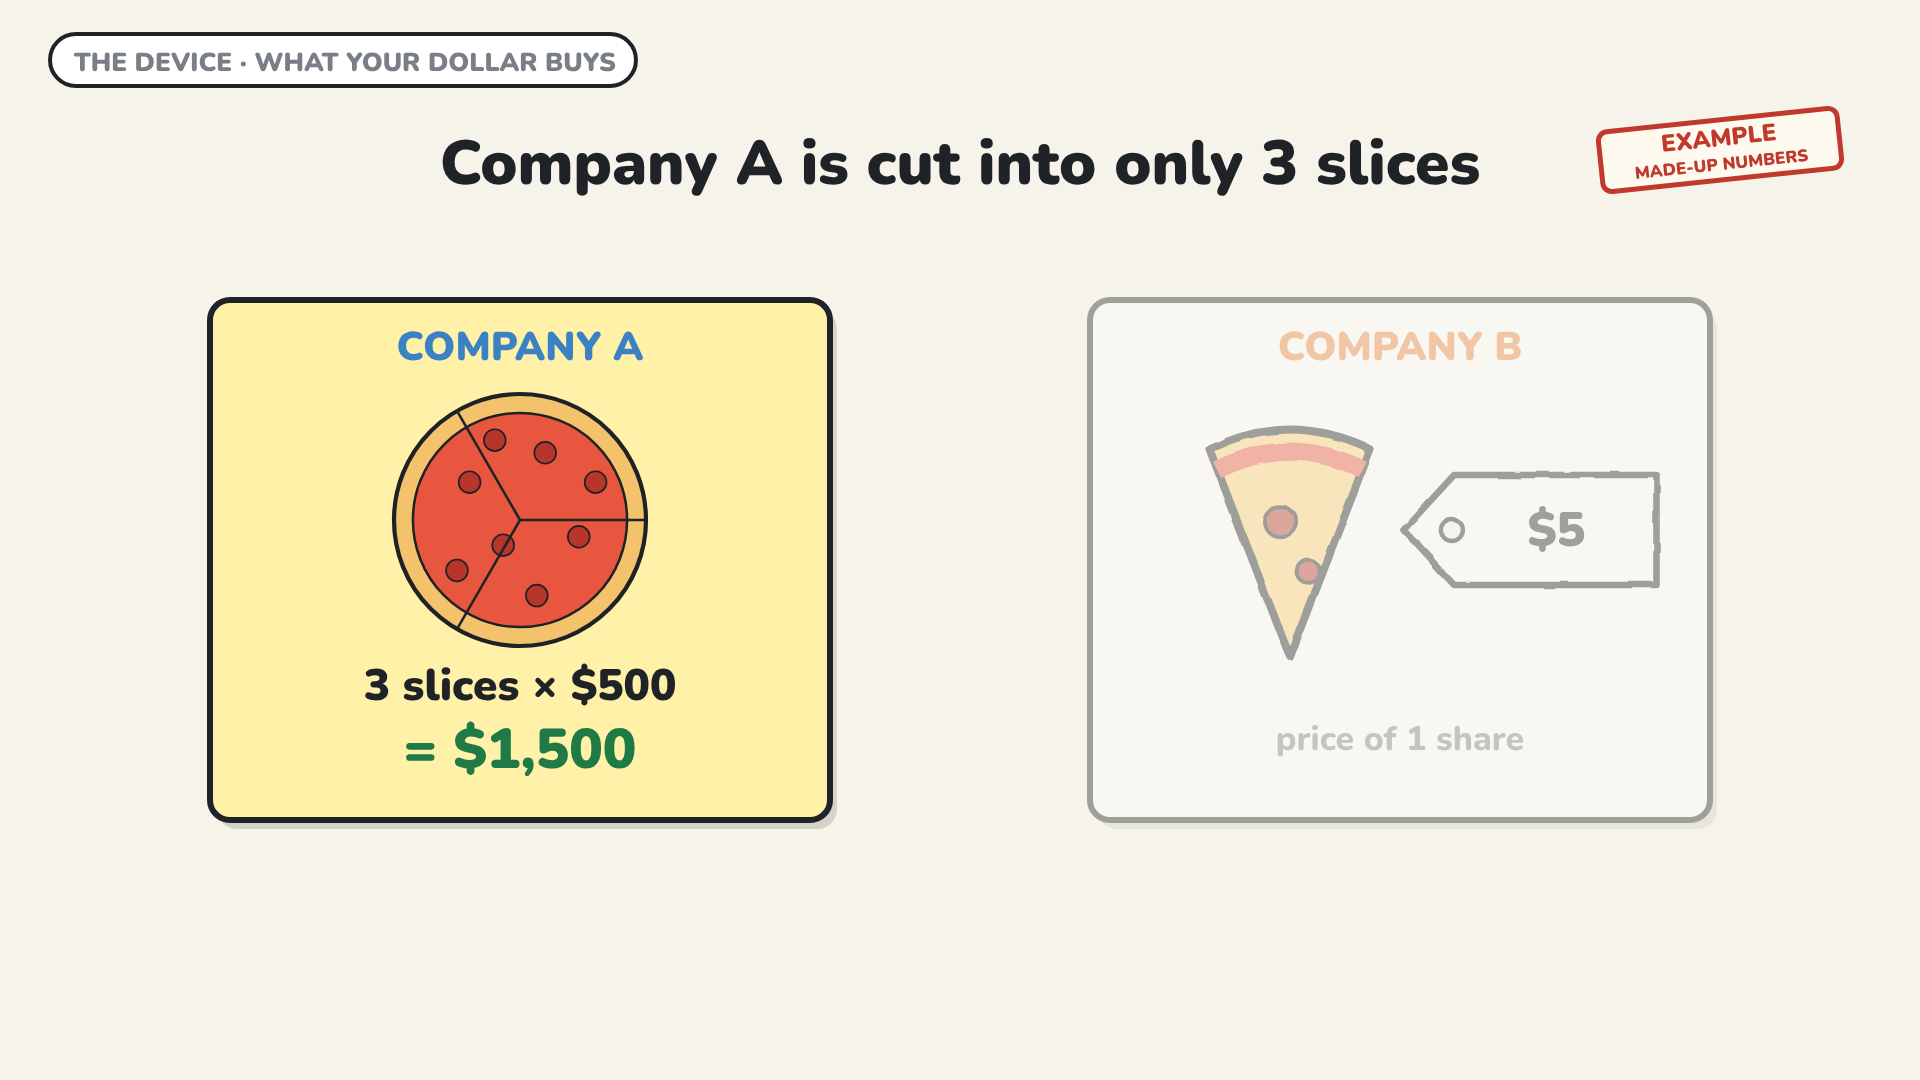 THE DEVICE · WHAT YOUR DOLLAR BUYS
Company A is cut into only 3 slices
EXAMPLE
MADE-UP NUMBERS
COMPANY A
3 slices × $500
= $1,500
COMPANY B
$5
price of 1 share